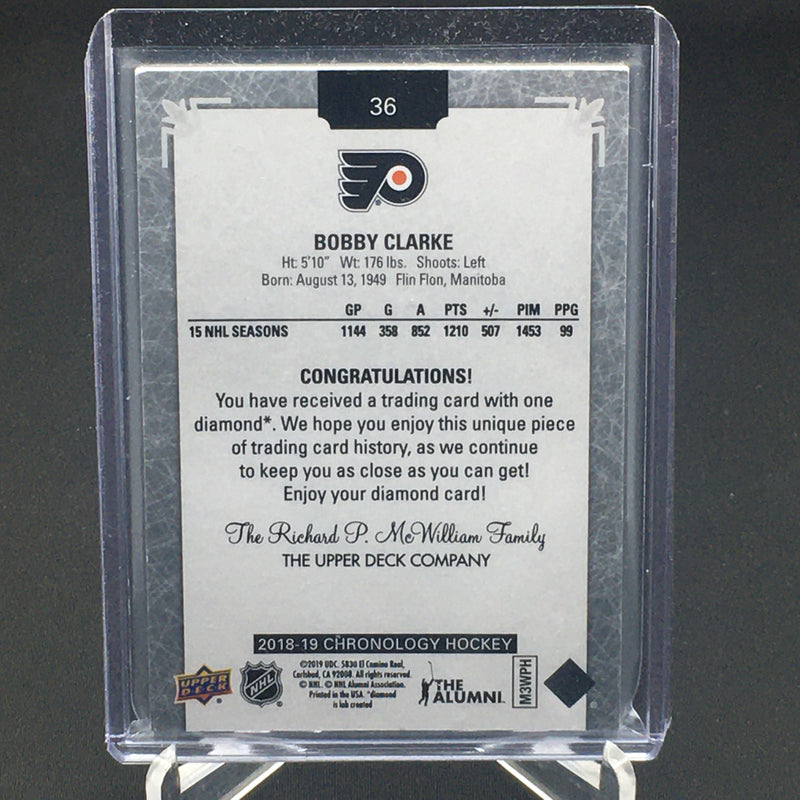 36
BOBBY CLARKE
Ht: 5'10" Wt: 176 lbs. Shoots: Left
Born: August 13, 1949 Flin Flon, Manitoba
GP G A PTS +/- PIM PPG
15 NHL SEASONS 1144 358 852 1210 507 1453 99
CONGRATULATIONS!
You have received a trading card with one
diamond*. We hope you enjoy this unique piece
of trading card history, as we continue
to keep you as close as you can get!
Enjoy your diamond card!
The Richard P. McWilliam Family
THE UPPER DECK COMPANY
2018-19 CHRONOLOGY HOCKEY
UPPER
DECK
NHL
©2019 UDC. 5830 El Camino Real,
Carlsbad, CA 92008. All rights reserved.
© NHL. © NHL Alumni Association.
Printed in the USA. *diamond
is lab created
THE
ALUMNI
M3WPH